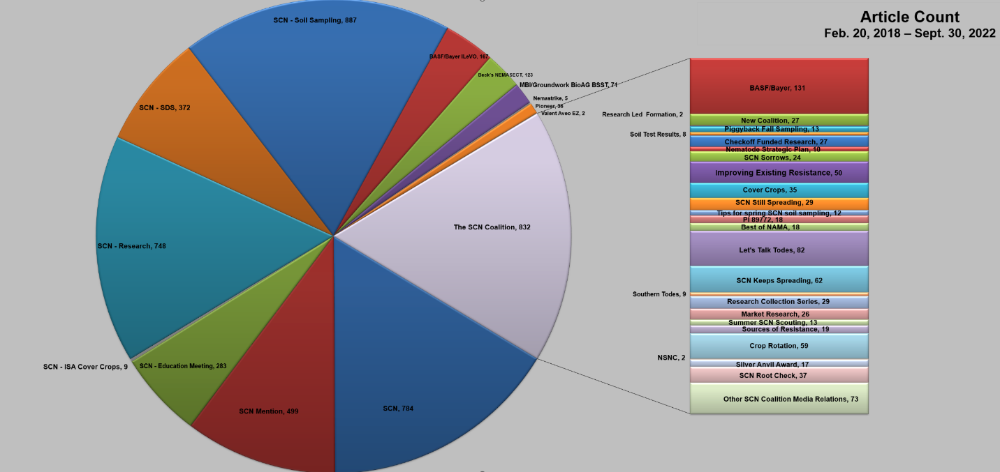 Article Count
Feb. 20, 2018 – Sept. 30, 2022
SCN - Soil Sampling, 887
BASF/Bayer ILeVO, 167
Beck's NEMASECT, 123
MBI/Groundwork BioAG BSST, 71
Nemastrike, 5
Pioneer, 36
Valent Aveo EZ, 2
The SCN Coalition, 832
SCN, 784
SCN Mention, 499
SCN - Education Meeting, 283
SCN - ISA Cover Crops, 9
SCN - Research, 748
SCN - SDS, 372
BASF/Bayer, 131
Research Led Formation, 2
New Coalition, 27
Piggyback Fall Sampling, 13
Soil Test Results, 8
Checkoff Funded Research, 27
Nematode Strategic Plan, 10
SCN Sorrows, 24
Improving Existing Resistance, 50
Cover Crops, 35
SCN Still Spreading, 29
Tips for spring SCN soil sampling, 12
PI 89772, 18
Best of NAMA, 18
Let's Talk Todes, 82
SCN Keeps Spreading, 62
Southern Todes, 9
Research Collection Series, 29
Market Research, 26
Summer SCN Scouting, 13
Sources of Resistance, 19
Crop Rotation, 59
NSNC, 2
Silver Anvil Award, 17
SCN Root Check, 37
Other SCN Coalition Media Relations, 73